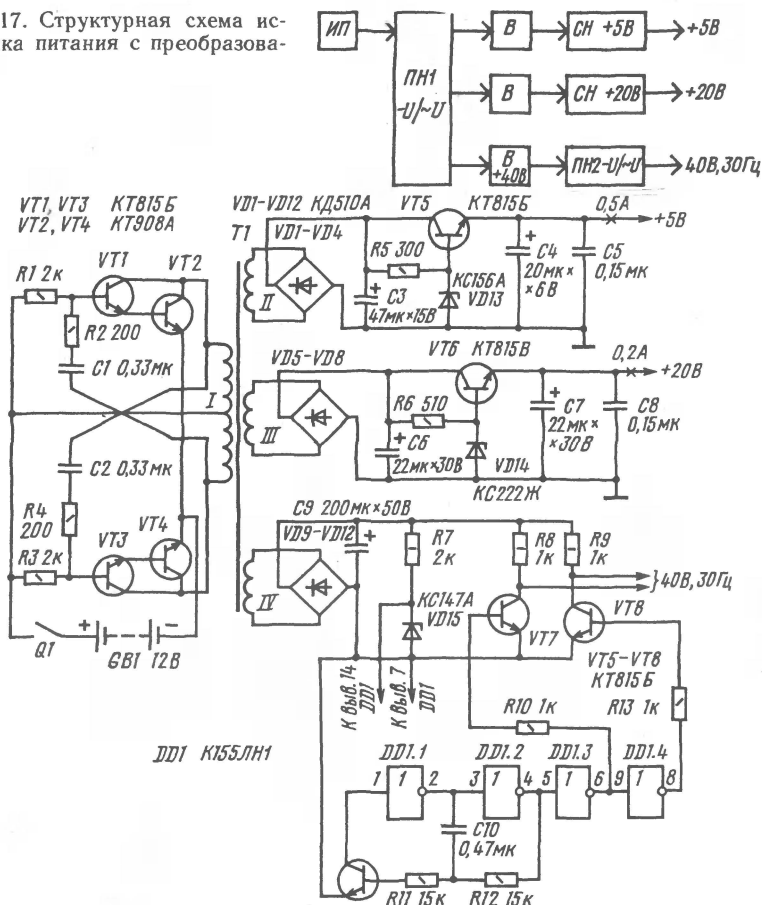 17. Структурная схема ис-
ка питания с преобразова-
ИП
ПН1
-U/~U
В
СН +5В
+5В
В
СН +20В
+20В
В
+40В
ПН2-U/~U
40В,30Гц
VT1, VT3 КТ815Б
VT2, VT4 КТ908А
VD1-VD12 КД510А
VT5
КТ815Б
0,5А
+5В
T1
VD1-VD4
VT1
VT2
R1 2к
R2 200
C1 0,33мк
R5 300
II
C3
47мк×15В
КС156А
VD13
C4
20мк×
×6В
C5
0,15мк
I
VD5-VD8
VT6 КТ815В
0,2А
+20В
R6 510
III
C6
22мк×30В
VD14
КС222Ж
C7
22мк×
×30В
C8
0,15мк
C2 0,33мк
R4
200
R3 2к
VT3
VT4
C9 200мк×50В
VD9-VD12
IV
R7
2к
R8
1к
R9
1к
}40В,30Гц
КС147А
VD15
VT7
VT8
Q1
+
-
GB1 12В
К выв.14
DD1
К выв. 7
DD1
VT5-VT8
КТ815Б
R10 1к
R13 1к
DD1 К155ЛН1
DD1.1
DD1.2
DD1.3
DD1.4
1
1
2
3
1
4
5
1
6
9
1
8
C10
0,47мк
R11 15к
R12 15к